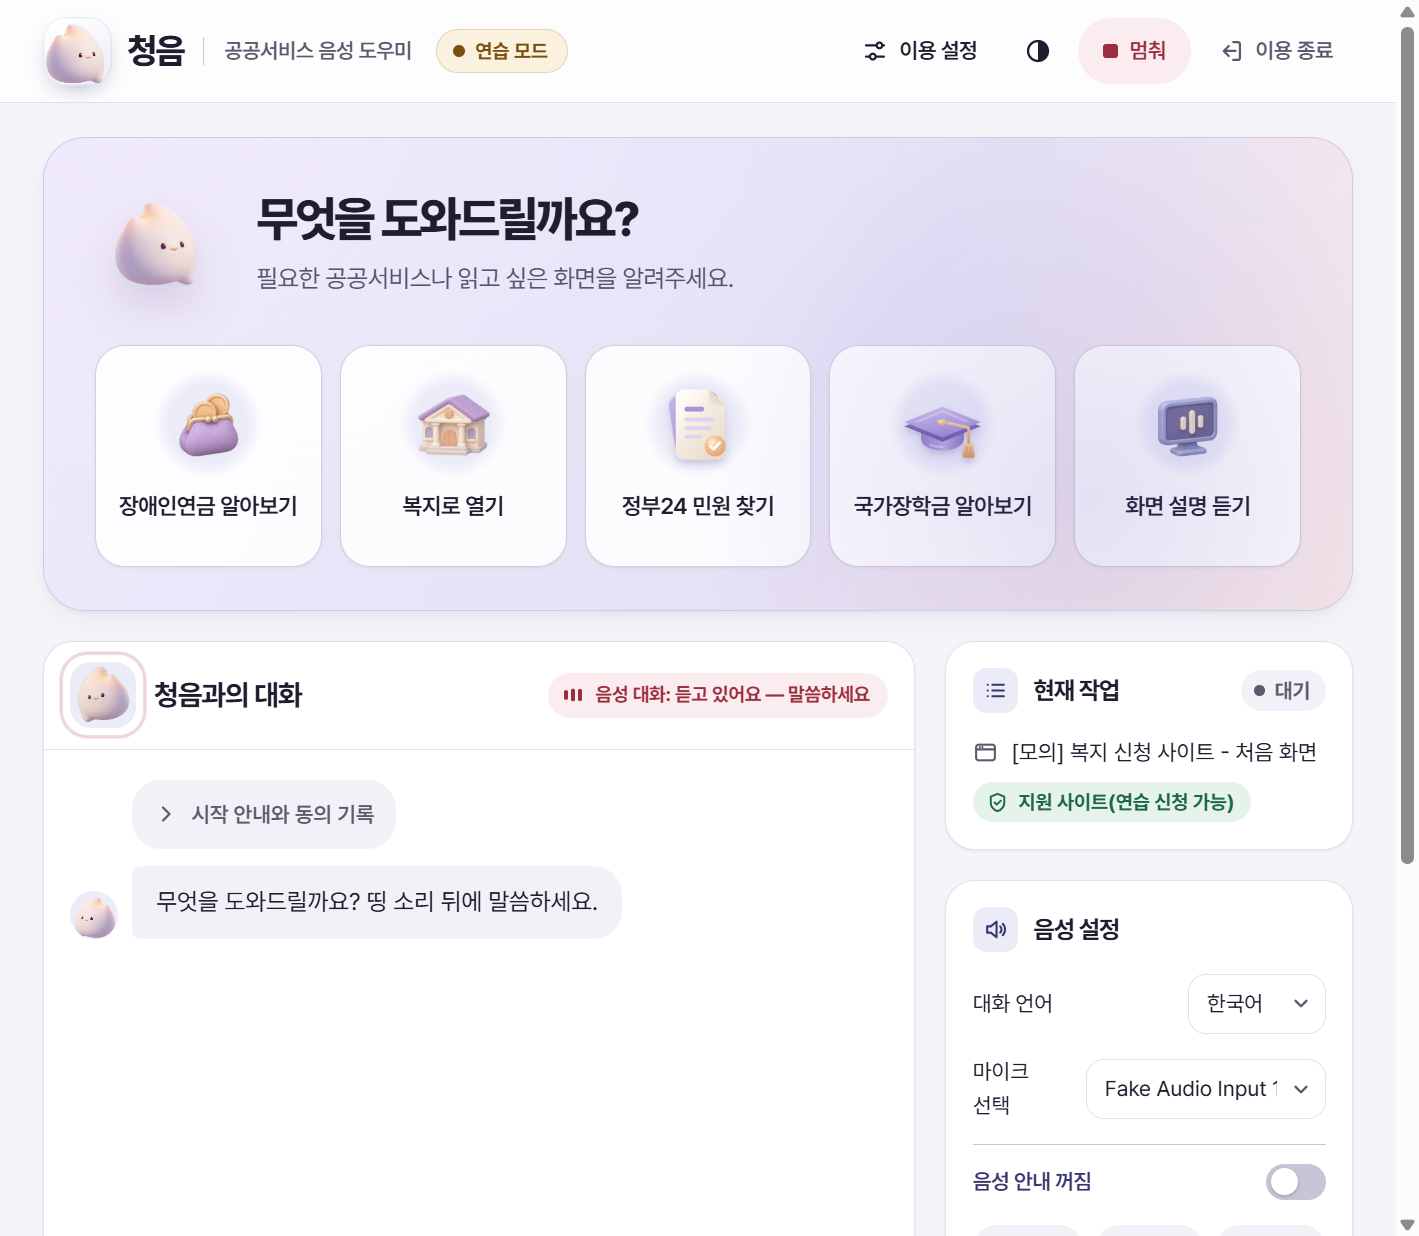 청음
공공서비스 음성 도우미
연습 모드
이용 설정
멈춰
이용 종료
무엇을 도와드릴까요?
필요한 공공서비스나 읽고 싶은 화면을 알려주세요.
장애인연금 알아보기
복지로 열기
정부24 민원 찾기
국가장학금 알아보기
화면 설명 듣기
청음과의 대화
음성 대화: 듣고 있어요 — 말씀하세요
시작 안내와 동의 기록
무엇을 도와드릴까요? 띵 소리 뒤에 말씀하세요.
현재 작업
대기
[모의] 복지 신청 사이트 - 처음 화면
지원 사이트(연습 신청 가능)
음성 설정
대화 언어
한국어
마이크
선택
Fake Audio Input
음성 안내 꺼짐